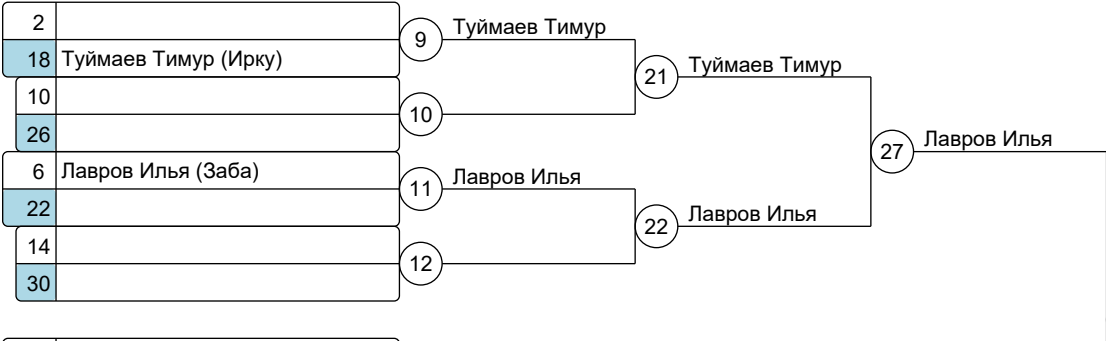 2
18 Туймаев Тимур (Ирку)
10
26
6 Лавров Илья (Заба)
22
14
30
9 Туймаев Тимур
10
11 Лавров Илья
12
21 Туймаев Тимур
22 Лавров Илья
27 Лавров Илья